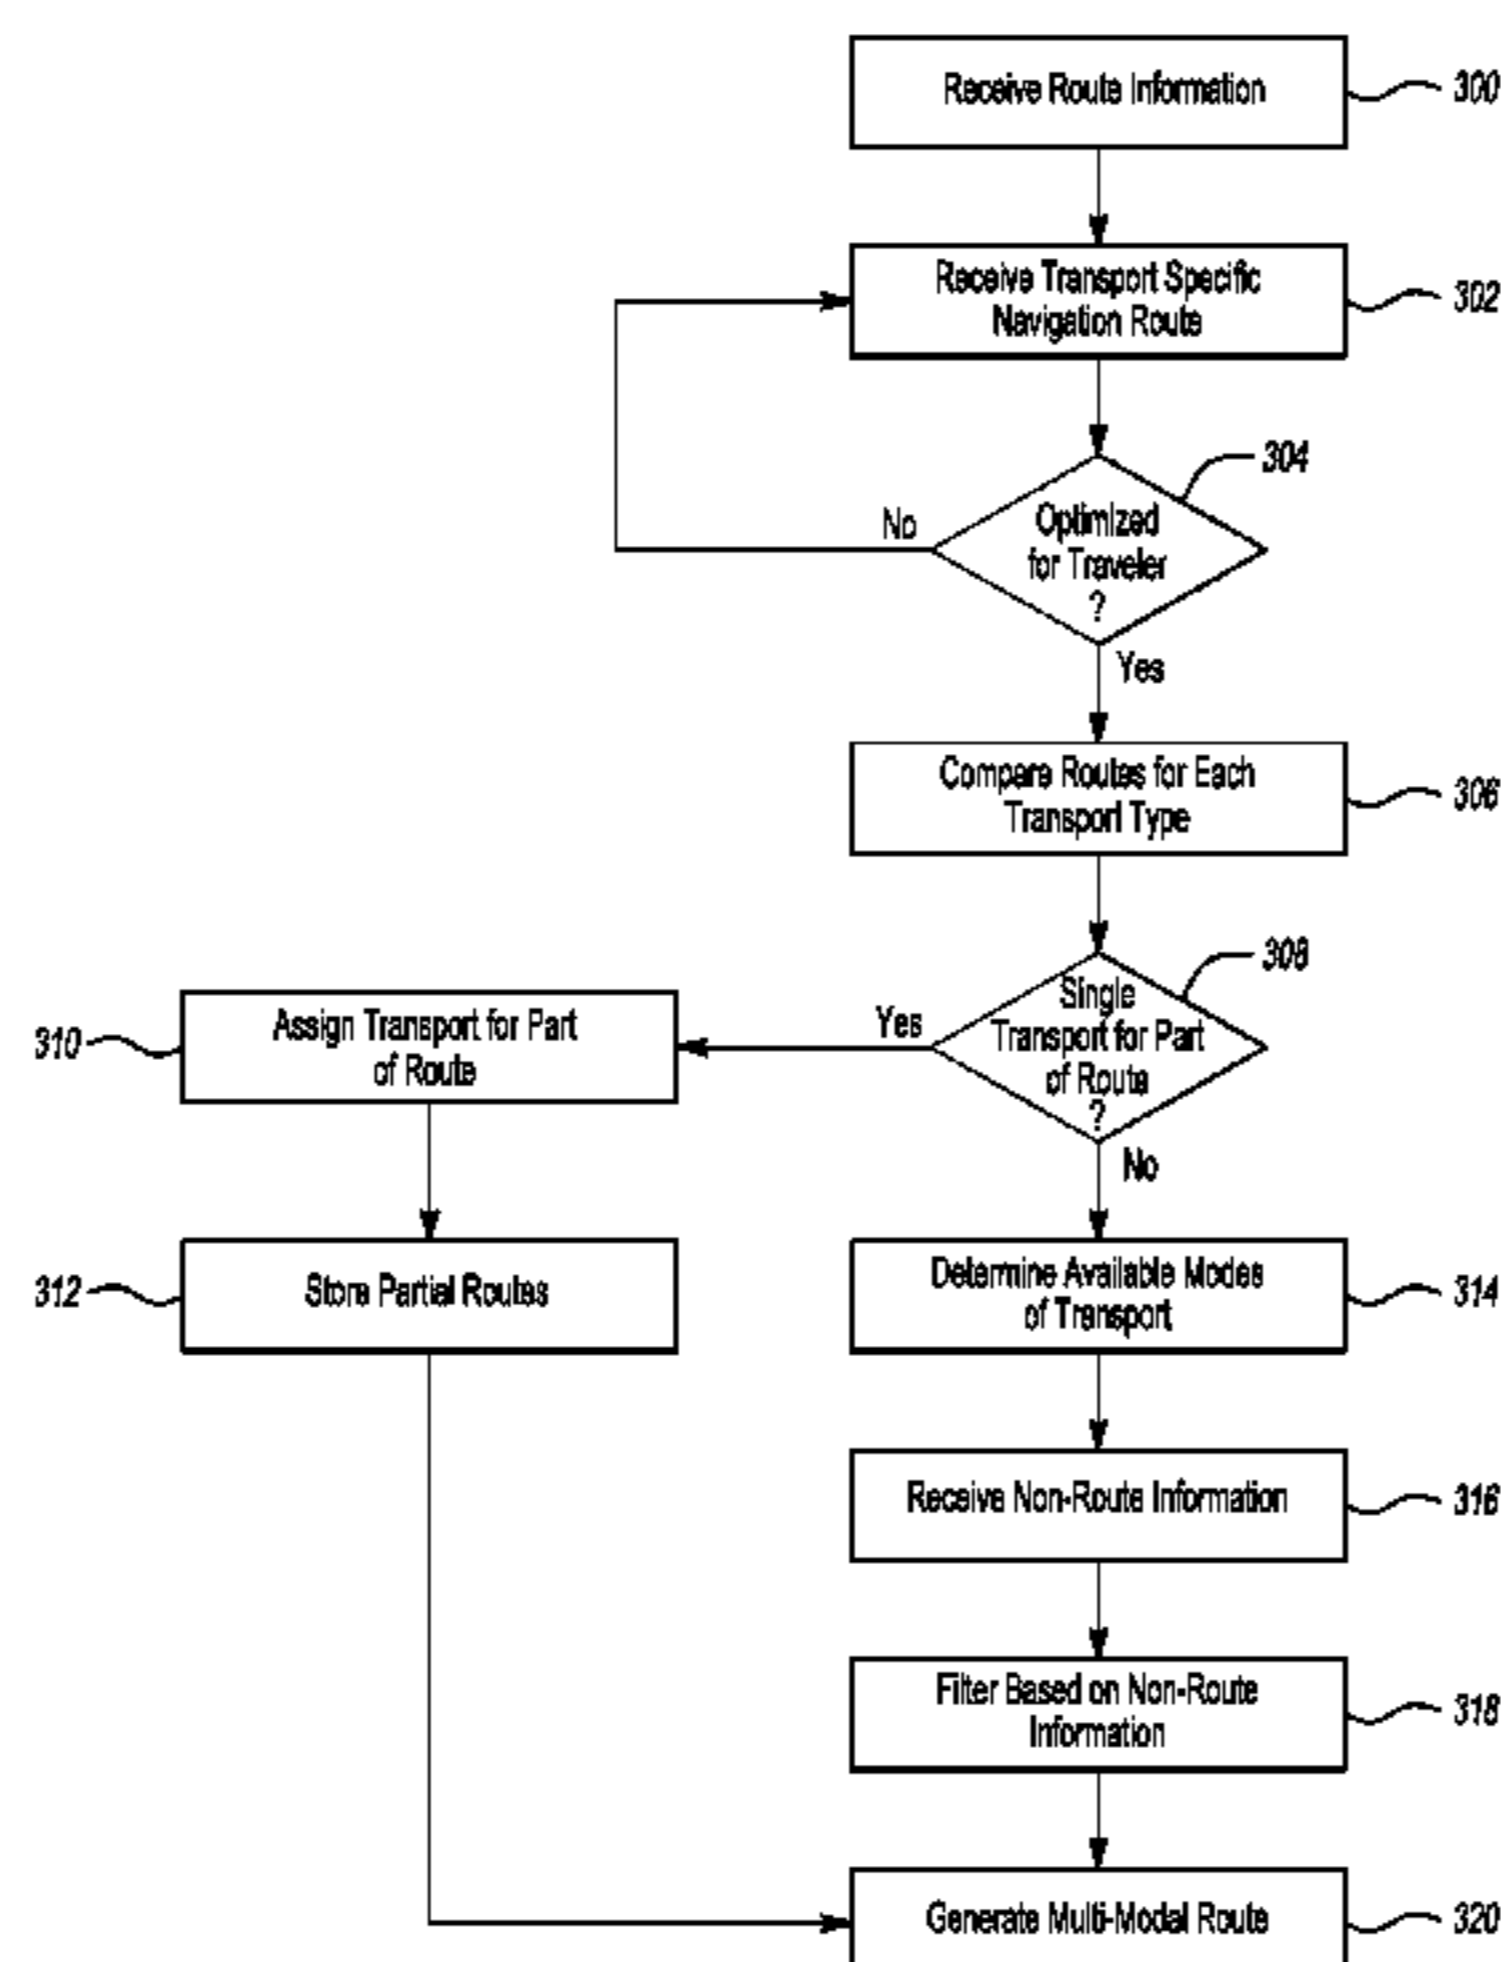 Receive Route Information
300
Receive Transport Specific
Navigation Route
302
304
Optimized
for Traveler
?
No
Yes
Compare Routes for Each
Transport Type
306
308
Single
Transport for Part
of Route
?
Yes
No
310
Assign Transport for Part
of Route
312
Store Partial Routes
Determine Available Modes
of Transport
314
Receive Non-Route Information
316
Filter Based on Non-Route
Information
318
Generate Multi-Modal Route
320